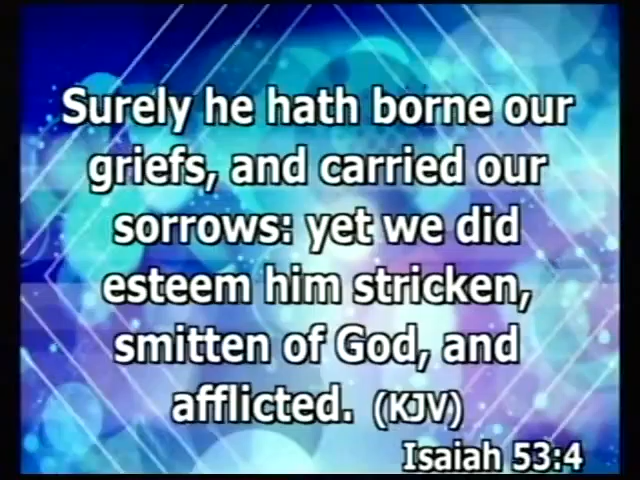 Surely he hath borne our
griefs, and carried our
sorrows: yet we did
esteem him stricken,
smitten of God, and
afflicted. (KJV)
Isaiah 53:4